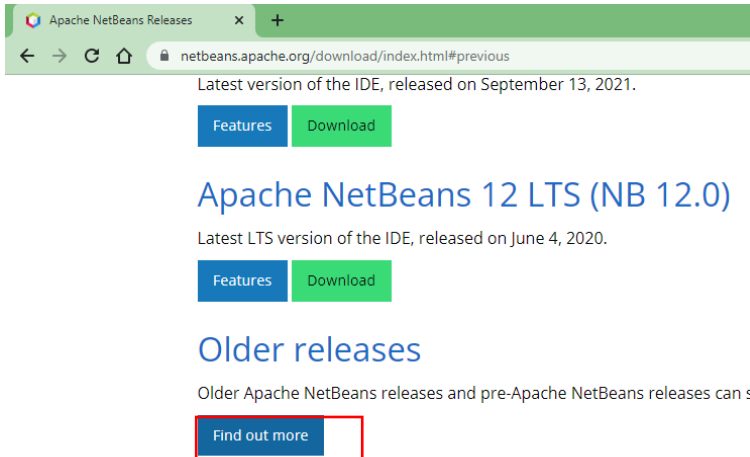 Apache NetBeans Releases
netbeans.apache.org/download/index.html#previous
Latest version of the IDE, released on September 13, 2021.
Features Download
Apache NetBeans 12 LTS (NB 12.0)
Latest LTS version of the IDE, released on June 4, 2020.
Features Download
Older releases
Older Apache NetBeans releases and pre-Apache NetBeans releases can s
Find out more